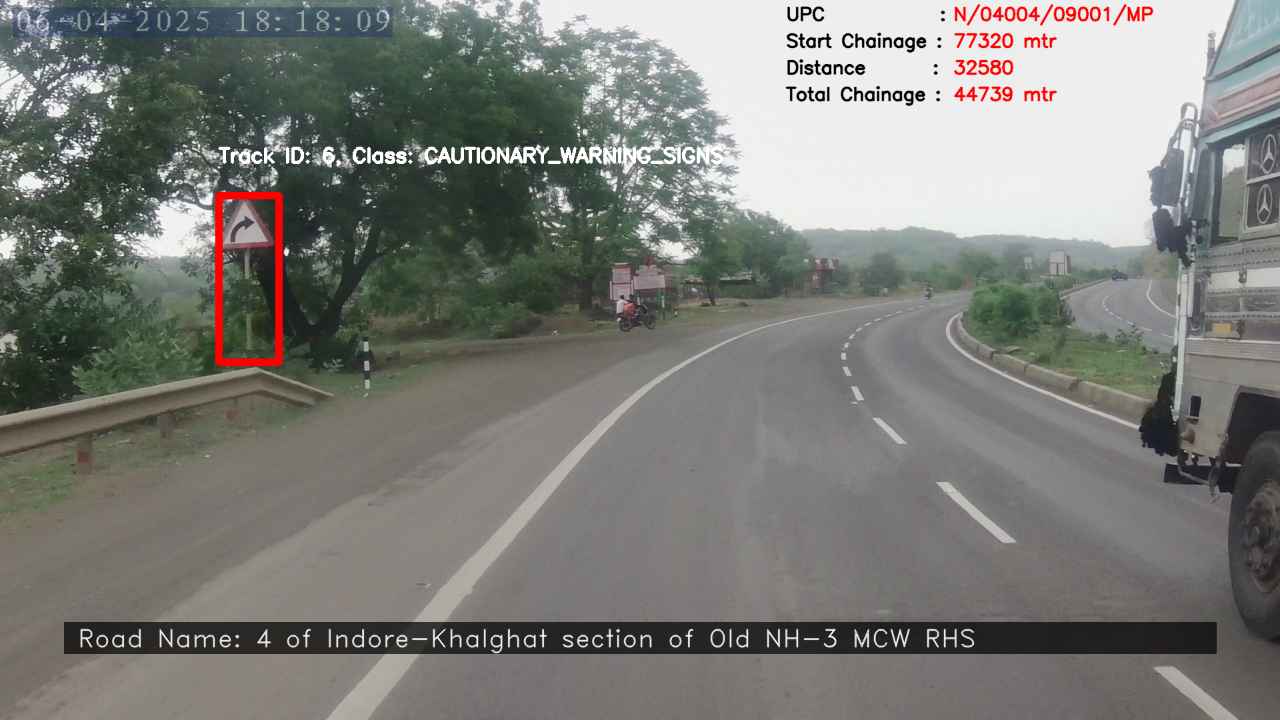 06-04-2025 18:18:09
UPC : N/04004/09001/MP
Start Chainage : 77320 mtr
Distance : 32580
Total Chainage : 44739 mtr
Track ID: 6, Class: CAUTIONARY_WARNING_SIGNS
Road Name: 4 of Indore-Khalghat section of Old NH-3 MCW RHS